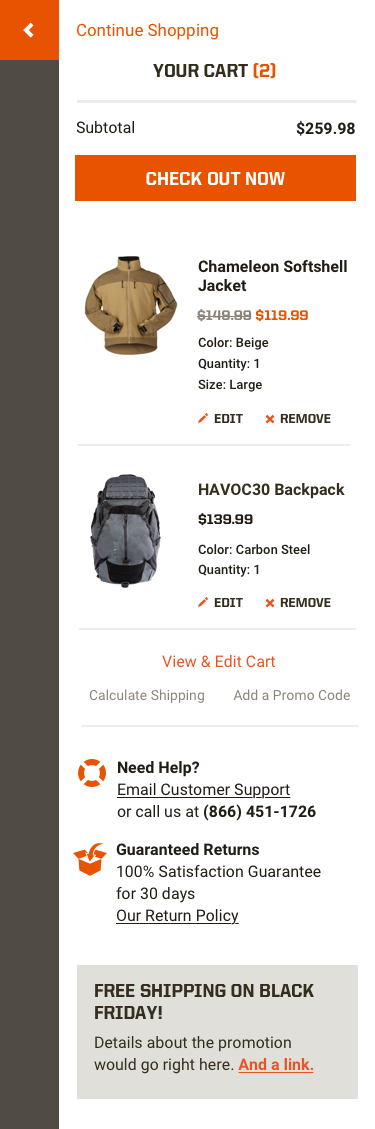 Continue Shopping
YOUR CART (2)
Subtotal $259.98
CHECK OUT NOW
Chameleon Softshell
Jacket
$149.99 $119.99
Color: Beige
Quantity: 1
Size: Large
EDIT REMOVE
HAVOC30 Backpack
$139.99
Color: Carbon Steel
Quantity: 1
EDIT REMOVE
View & Edit Cart
Calculate Shipping Add a Promo Code
Need Help?
Email Customer Support
or call us at (866) 451-1726
Guaranteed Returns
100% Satisfaction Guarantee
for 30 days
Our Return Policy
FREE SHIPPING ON BLACK
FRIDAY!
Details about the promotion
would go right here. And a link.